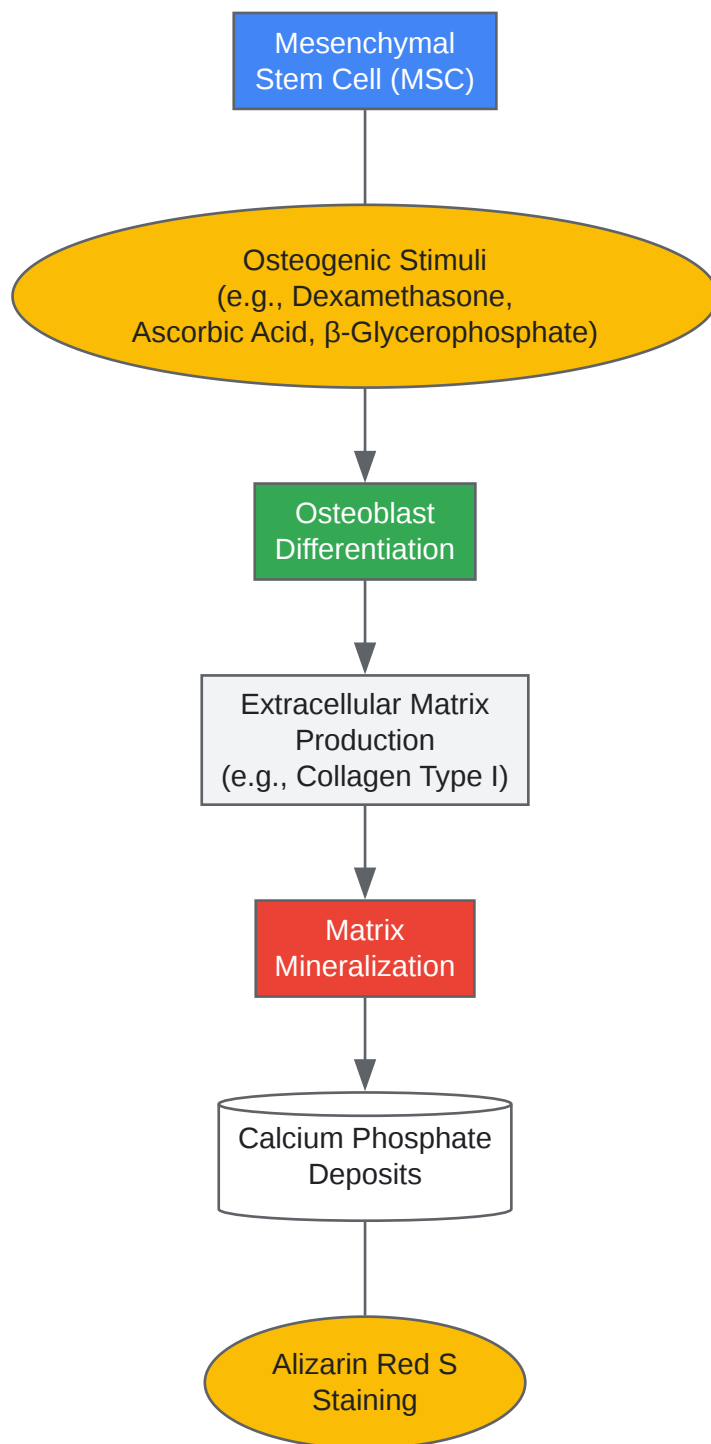 Mesenchymal
Stem Cell (MSC)
Osteogenic Stimuli
(e.g., Dexamethasone,
Ascorbic Acid, β-Glycerophosphate)
Osteoblast
Differentiation
Extracellular Matrix
Production
(e.g., Collagen Type I)
Matrix
Mineralization
Calcium Phosphate
Deposits
Alizarin Red S
Staining